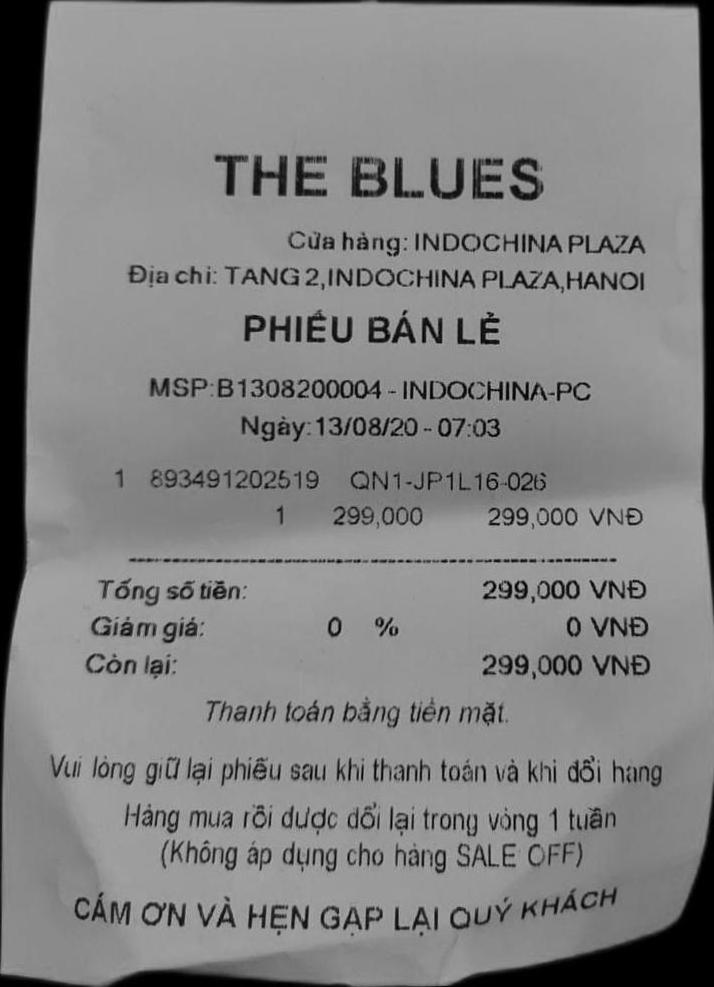 THE BLUES
Cửa hàng: INDOCHINA PLAZA
Địa chỉ: TANG 2,INDOCHINA PLAZA,HANOI
PHIẾU BÁN LẺ
MSP:B1308200004 - INDOCHINA-PC
Ngày:13/08/20 - 07:03
1 893491202519 QN1-JP1L16-026
1 299,000 299,000 VNĐ
Tổng số tiền: 299,000 VNĐ
Giảm giá: 0 % 0 VNĐ
Còn lại: 299,000 VNĐ
Thanh toán bằng tiền mặt.
Vui lòng giữ lại phiếu sau khi thanh toán và khi đổi hàng
Hàng mua rồi được đổi lại trong vòng 1 tuần
(Không áp dụng cho hàng SALE OFF)
CÁM ƠN VÀ HẸN GẶP LẠI QUÝ KHÁCH